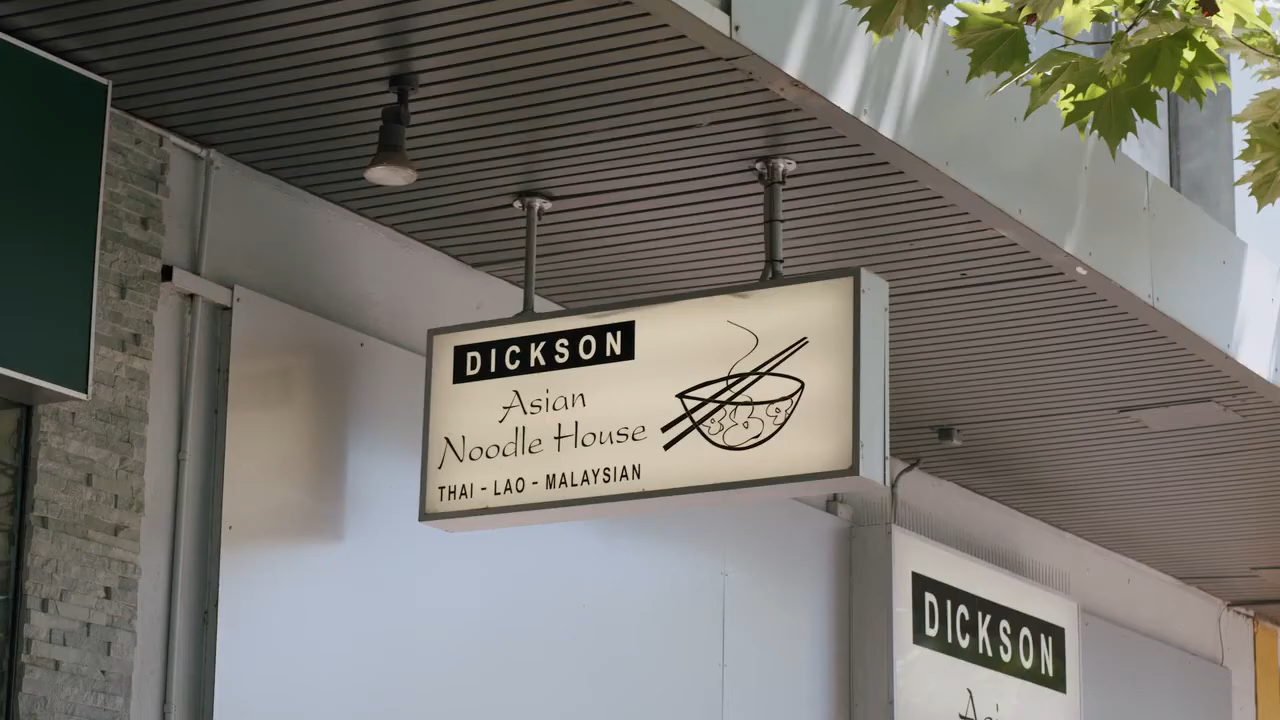 DICKSON
Asian
Noodle House
THAI - LAO - MALAYSIAN
DICKSON